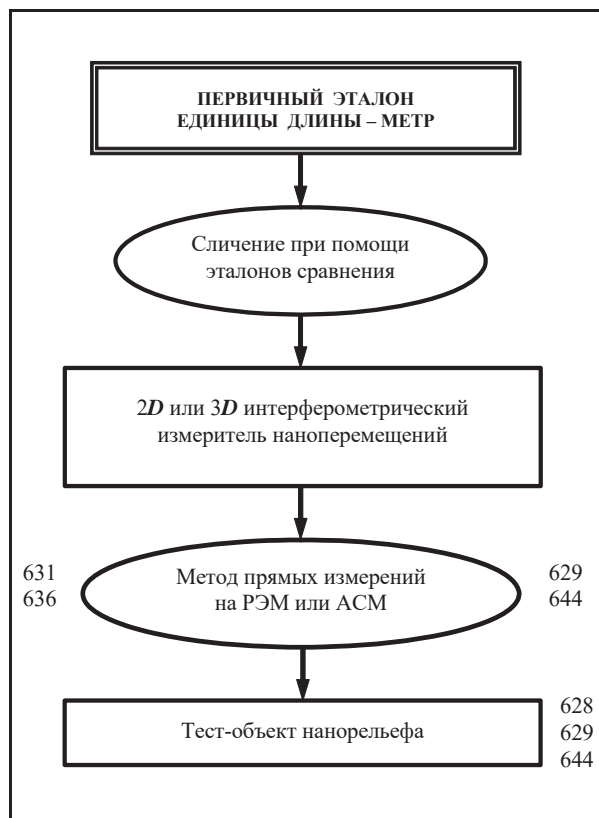 ПЕРВИЧНЫЙ ЭТАЛОН
ЕДИНИЦЫ ДЛИНЫ – МЕТР
Сличение при помощи
эталонов сравнения
2D или 3D интерферометрический
измеритель наноперемещений
631
636
Метод прямых измерений
на РЭМ или АСМ
629
644
Тест-объект нанорельефа
628
629
644